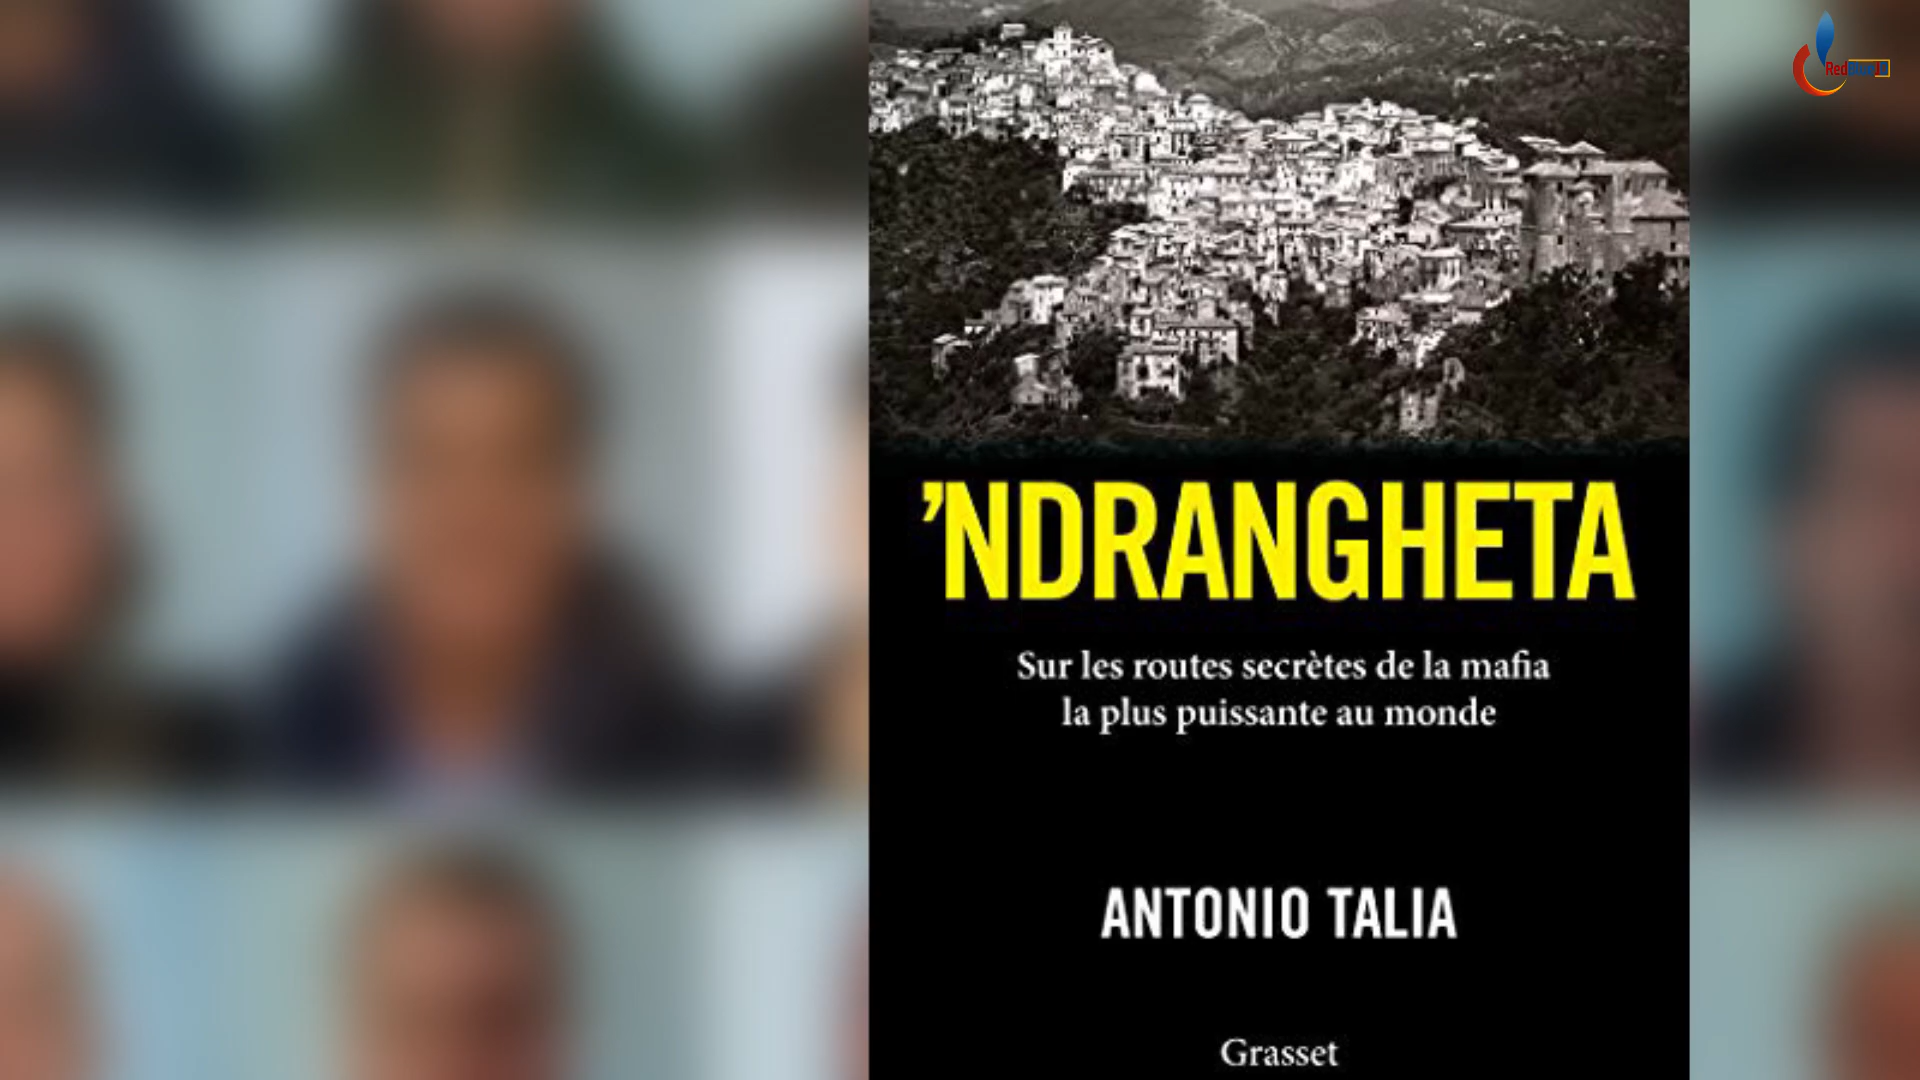 'NDRANGHETA
Sur les routes secrètes de la mafia
la plus puissante au monde
ANTONIO TALIA
Grasset